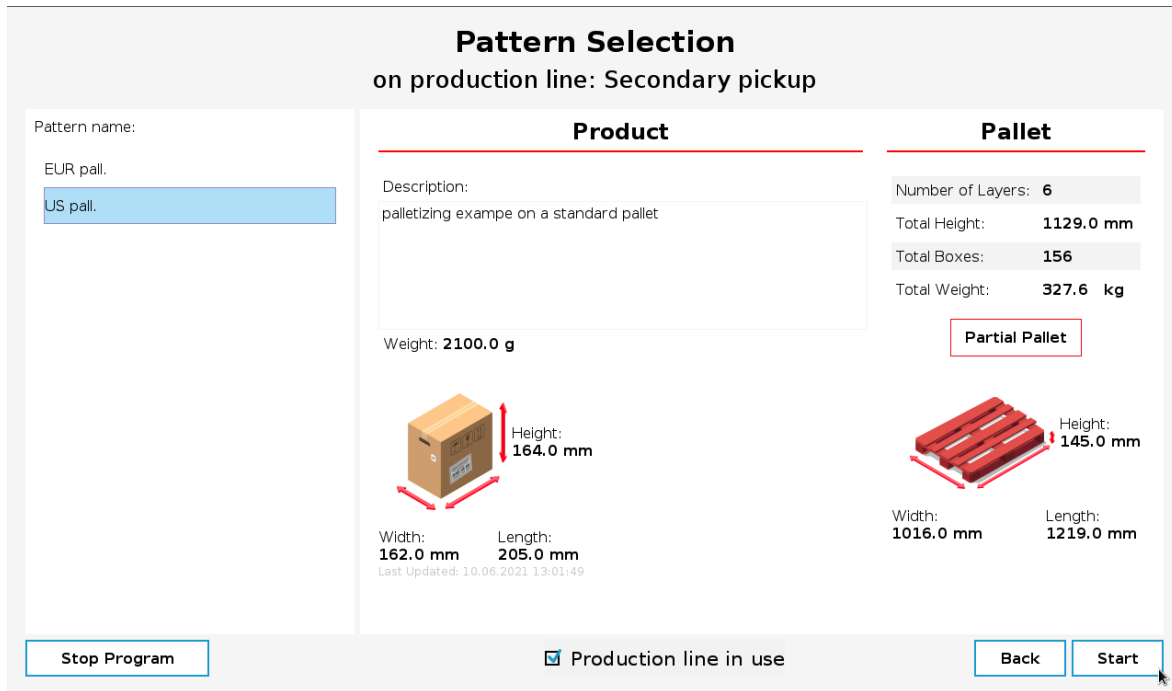 Pattern Selection
on production line: Secondary pickup
Pattern name:
EUR pall.
US pall.
Product
Description:
palletizing exampe on a standard pallet
Weight: 2100.0 g
Height:
164.0 mm
Width:
162.0 mm
Length:
205.0 mm
Last Updated: 10.06.2021 13:01:49
Pallet
Number of Layers: 6
Total Height: 1129.0 mm
Total Boxes: 156
Total Weight: 327.6 kg
Partial Pallet
Height:
145.0 mm
Width:
1016.0 mm
Length:
1219.0 mm
Stop Program
Production line in use
Back
Start